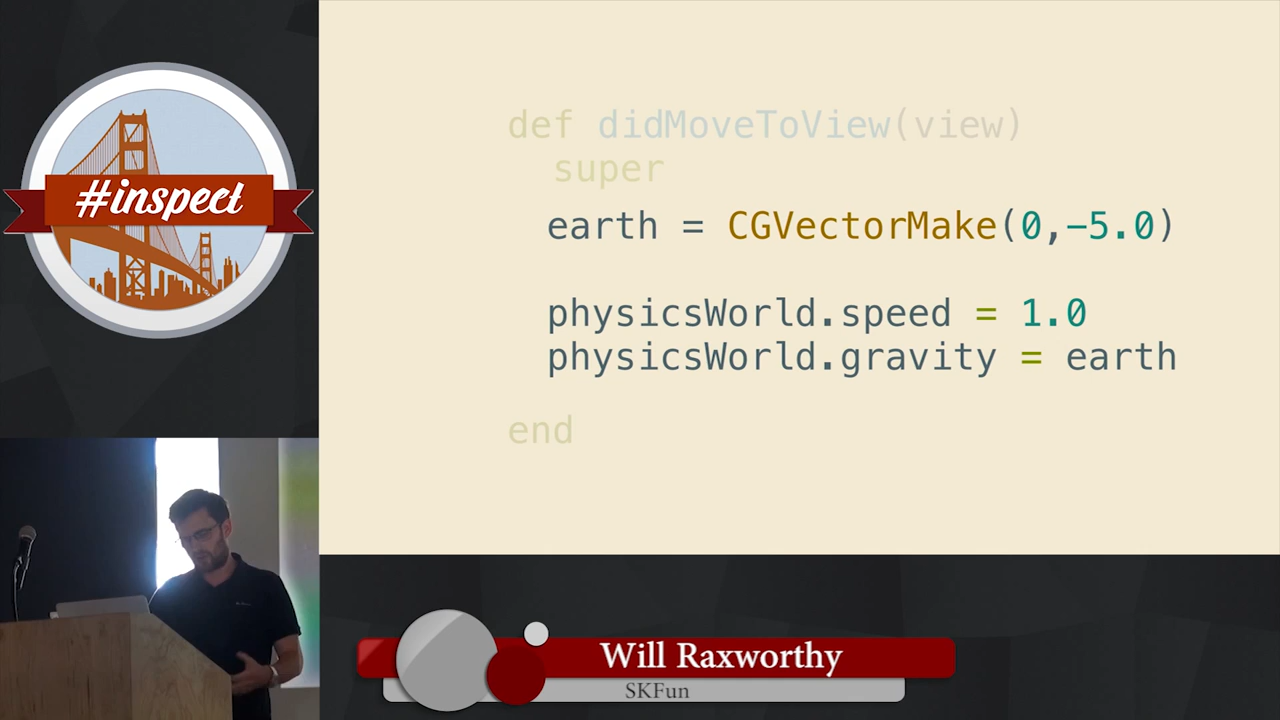 #inspect
def didMoveToView(view)
super
earth = CGVectorMake(0,-5.0)
physicsWorld.speed = 1.0
physicsWorld.gravity = earth
end
Will Raxworthy
SKFun